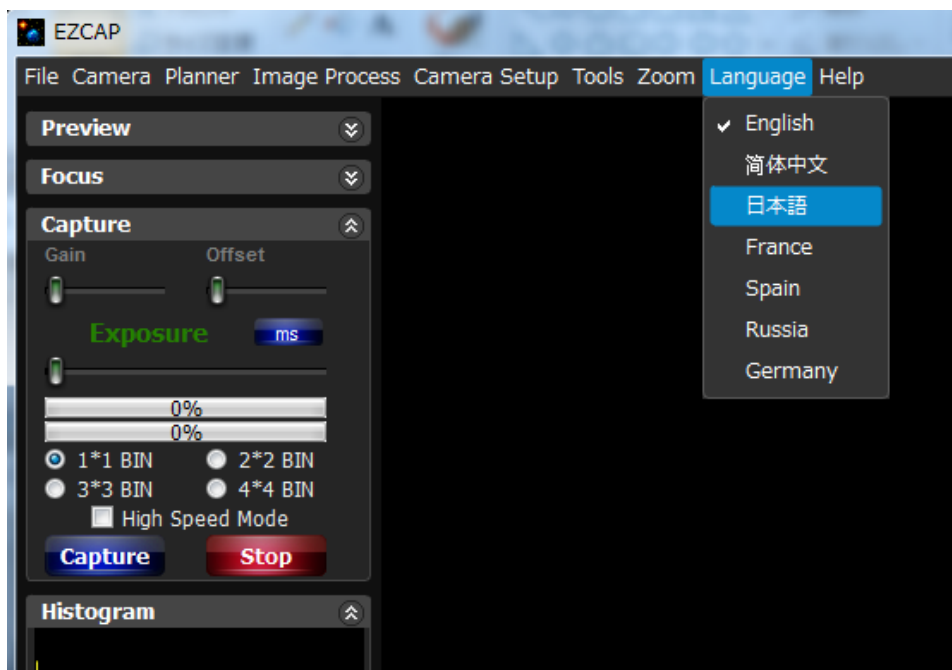 EZCAP
File Camera Planner Image Process Camera Setup Tools Zoom Language Help
Preview
Focus
Capture
Gain Offset
Exposure ms
0%
0%
1*1 BIN 2*2 BIN
3*3 BIN 4*4 BIN
High Speed Mode
Capture Stop
Histogram
English
简体中文
日本語
France
Spain
Russia
Germany